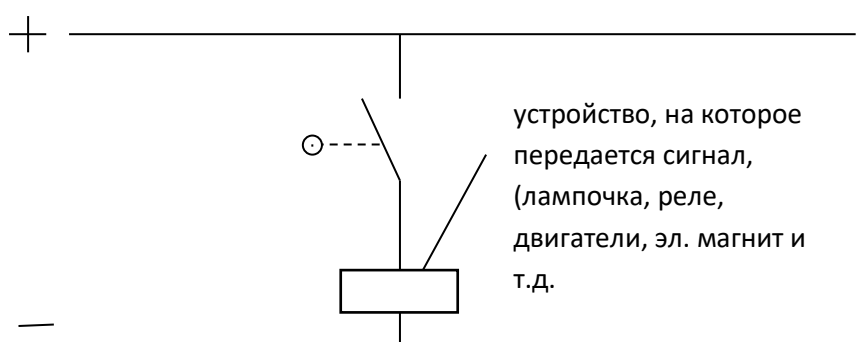 устройство, на которое
передается сигнал,
(лампочка, реле,
двигатели, эл. магнит и
т.д.